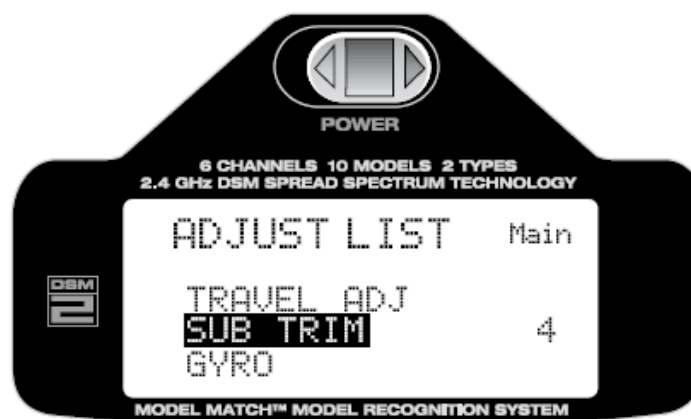 POWER
6 CHANNELS 10 MODELS 2 TYPES
2.4 GHz DSM SPREAD SPECTRUM TECHNOLOGY
ADJUST LIST Main
DSM
2
TRAVEL ADJ
SUB TRIM 4
GYRO
MODEL MATCH™ MODEL RECOGNITION SYSTEM